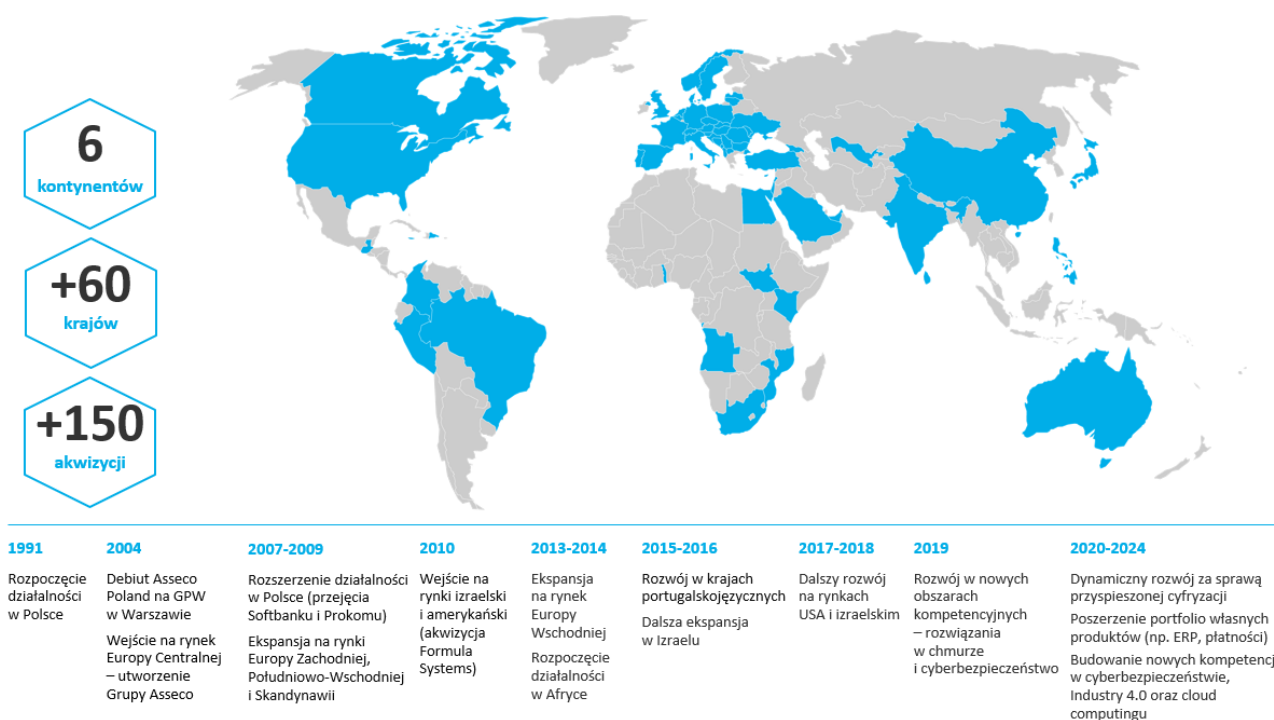 6
kontynentów
+60
krajów
+150
akwizycji
1991
Rozpoczęcie
działalności
w Polsce
2004
Debiut Asseco
Poland na GPW
w Warszawie
Wejście na rynek
Europy Centralnej
– utworzenie
Grupy Asseco
2007-2009
Rozszerzenie działalności
w Polsce (przejęcia
Softbanku i Prokomu)
Ekspansja na rynki
Europy Zachodniej,
Południowo-Wschodniej
i Skandynawii
2010
Wejście na
rynki izraelski
i amerykański
(akwizycja
Formula
Systems)
2013-2014
Ekspansja
na rynek
Europy
Wschodniej
Rozpoczęcie
działalności
w Afryce
2015-2016
Rozwój w krajach
portugalskojęzycznych
Dalsza ekspansja
w Izraelu
2017-2018
Dalszy rozwój
na rynkach
USA i izraelskim
2019
Rozwój w nowych
obszarach
kompetencyjnych
– rozwiązania
w chmurze
i cyberbezpieczeństwo
2020-2024
Dynamiczny rozwój za sprawą
przyspieszonej cyfryzacji
Poszerzenie portfolio własnych
produktów (np. ERP, płatności)
Budowanie nowych kompetencj
w cyberbezpieczeństwie,
Industry 4.0 oraz cloud
computingu